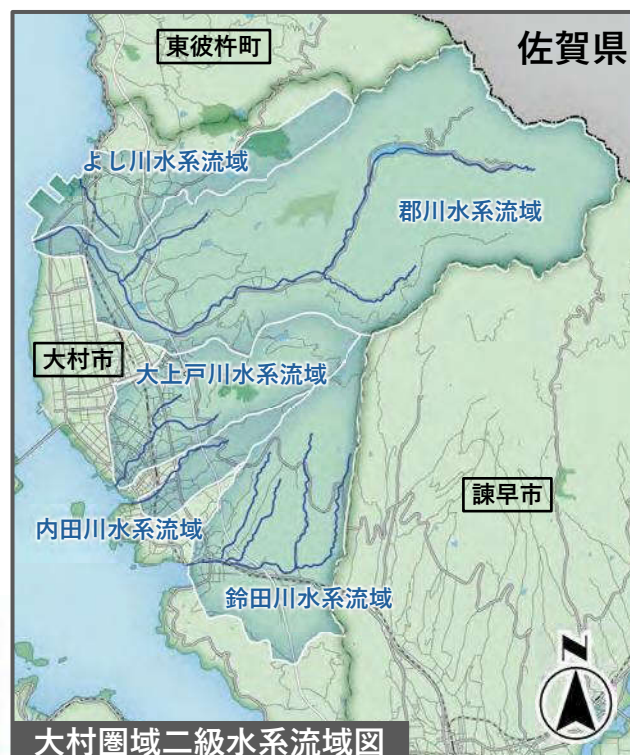 東彼杵町
佐賀県
よし川水系流域
郡川水系流域
大村市
大上戸川水系流域
諫早市
内田川水系流域
鈴田川水系流域
N
大村圏域二級水系流域図